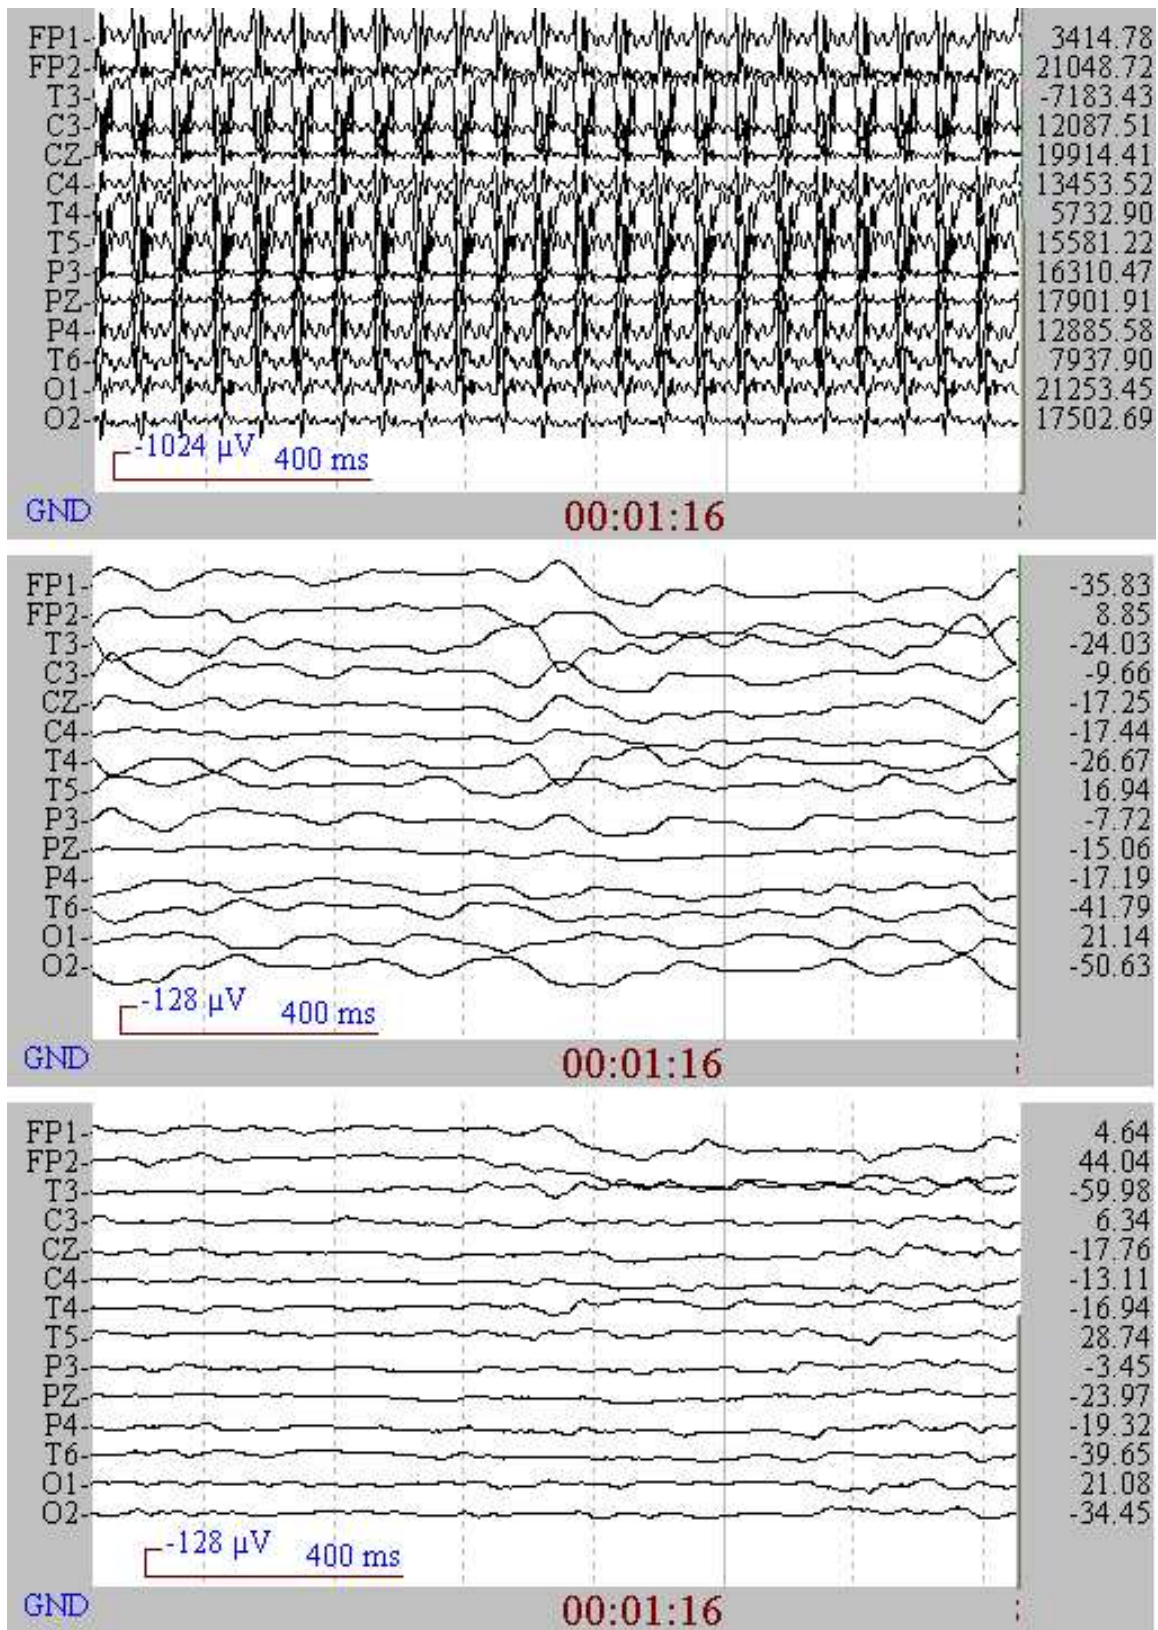 FP1- 3414.78
FP2- 21048.72
T3- -7183.43
C3- 12087.51
CZ- 19914.41
C4- 13453.52
T4- 5732.90
T5- 15581.22
P3- 16310.47
PZ- 17901.91
P4- 12885.58
T6- 7937.90
O1- 21253.45
O2- 17502.69
-1024 µV 400 ms
GND 00:01:16
FP1- -35.83
FP2- 8.85
T3- -24.03
C3- -9.66
CZ- -17.25
C4- -17.44
T4- -26.67
T5- 16.94
P3- -7.72
PZ- -15.06
P4- -17.19
T6- -41.79
O1- 21.14
O2- -50.63
-128 µV 400 ms
GND 00:01:16
FP1- 4.64
FP2- 44.04
T3- -59.98
C3- 6.34
CZ- -17.76
C4- -13.11
T4- -16.94
T5- 28.74
P3- -3.45
PZ- -23.97
P4- -19.32
T6- -39.65
O1- 21.08
O2- -34.45
-128 µV 400 ms
GND 00:01:16